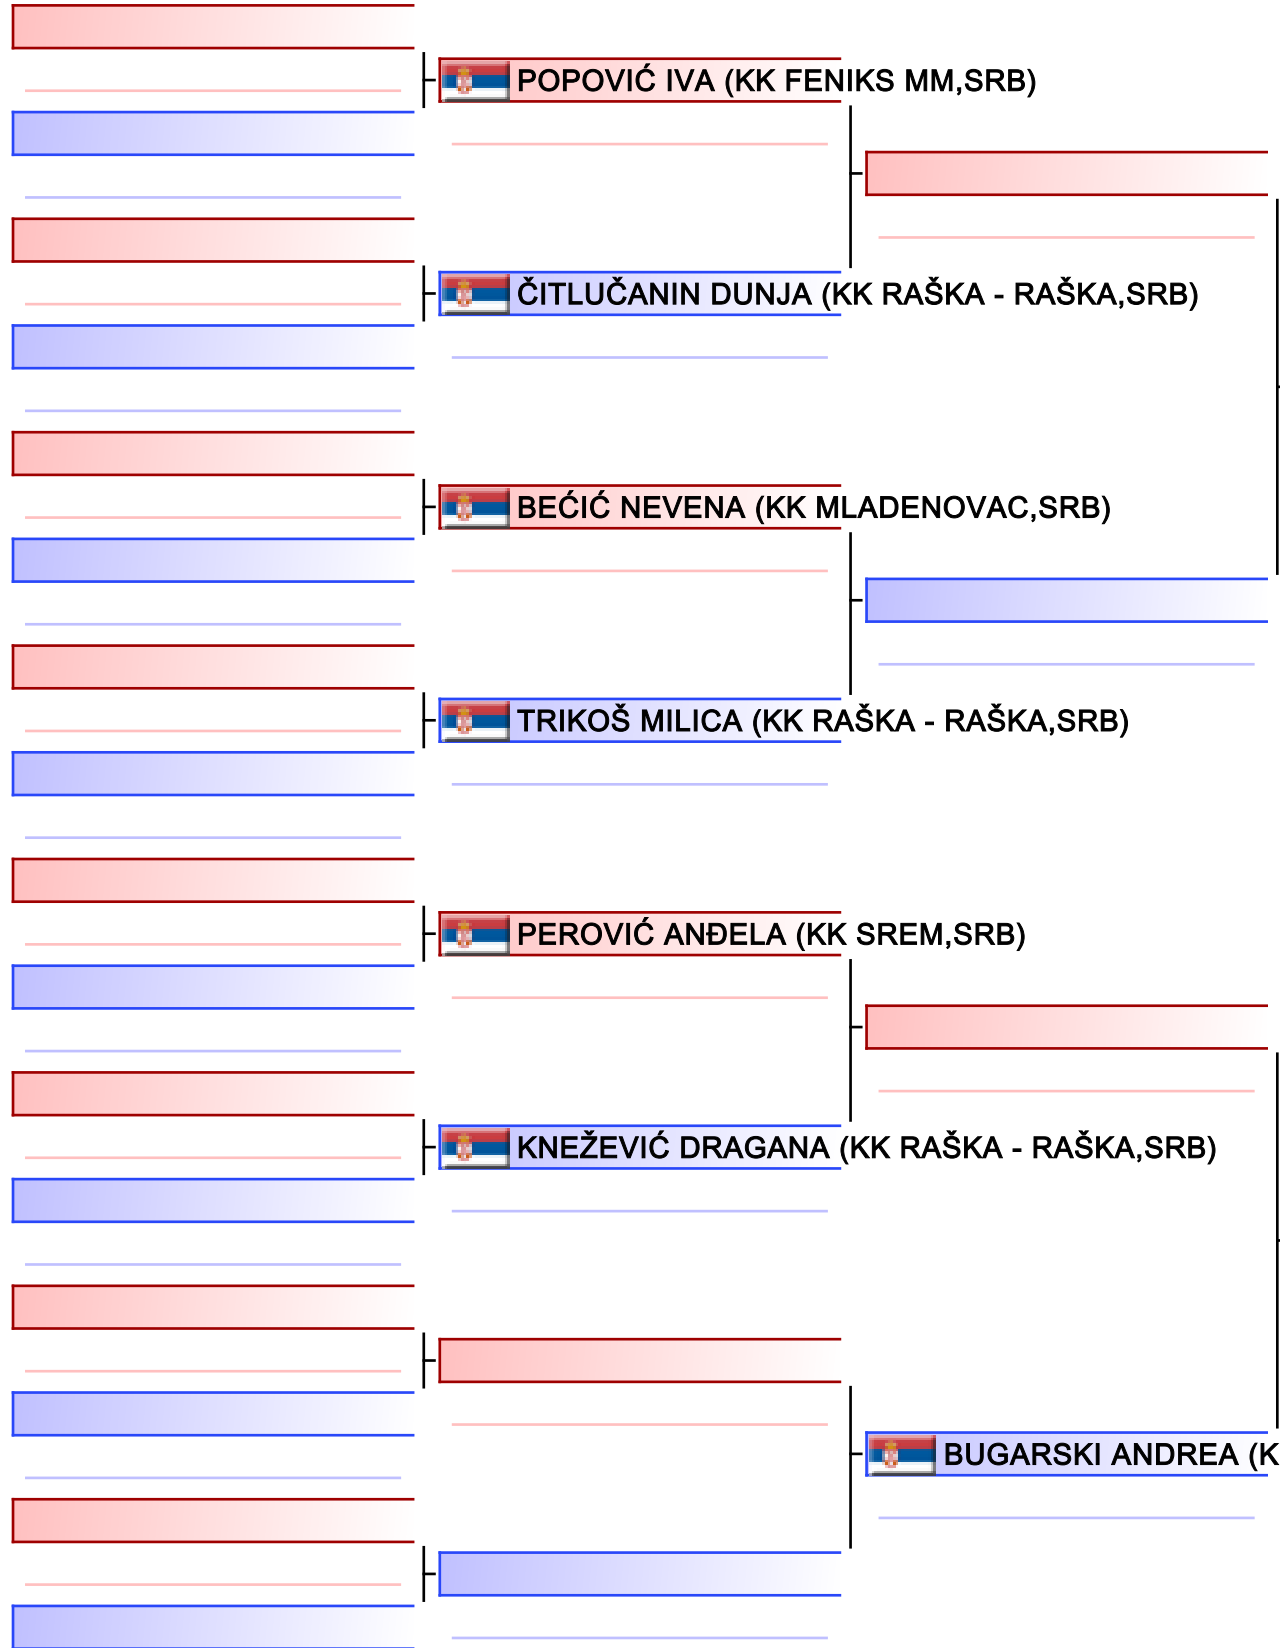 POPOVIĆ IVA (KK FENIKS MM,SRB)
ČITLUČANIN DUNJA (KK RAŠKA - RAŠKA,SRB)
BEĆIĆ NEVENA (KK MLADENOVAC,SRB)
TRIKOŠ MILICA (KK RAŠKA - RAŠKA,SRB)
PEROVIĆ ANĐELA (KK SREM,SRB)
KNEŽEVIĆ DRAGANA (KK RAŠKA - RAŠKA,SRB)
BUGARSKI ANDREA (K